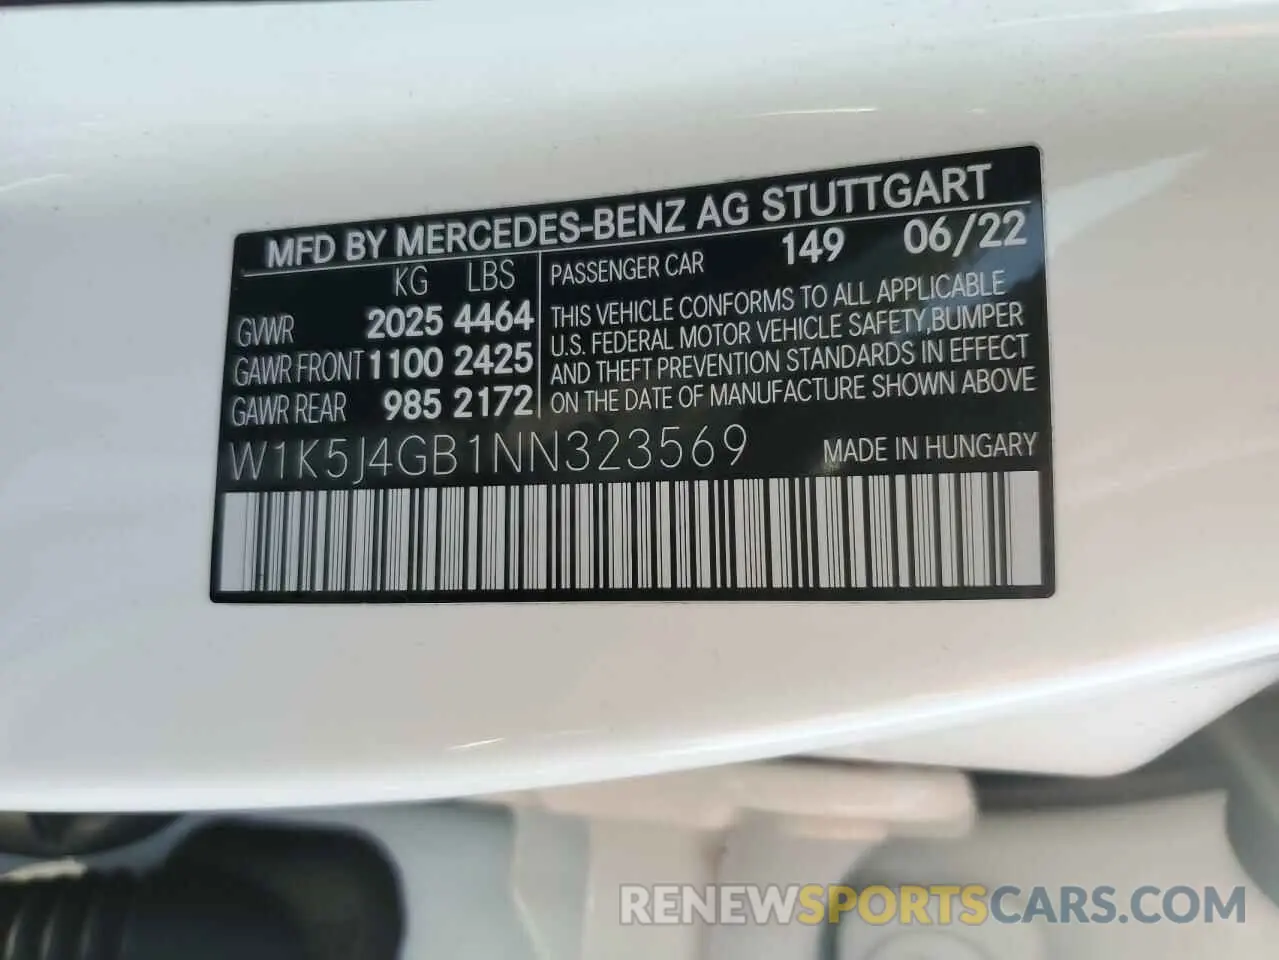 MFD BY MERCEDES-BENZ AG STUTTGART
KG LBS
GVWR 2025 4464
GAWR FRONT 1100 2425
GAWR REAR 985 2172
PASSENGER CAR 149 06/22
THIS VEHICLE CONFORMS TO ALL APPLICABLE
U.S. FEDERAL MOTOR VEHICLE SAFETY,BUMPER
AND THEFT PREVENTION STANDARDS IN EFFECT
ON THE DATE OF MANUFACTURE SHOWN ABOVE
W1K5J4GB1NN323569 MADE IN HUNGARY
RENEWSPORTSCARS.COM